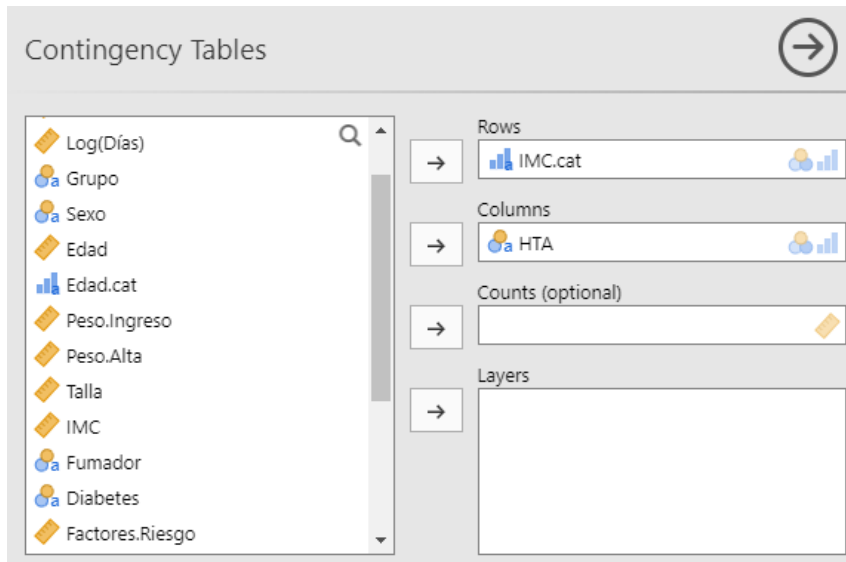 Contingency Tables
Log(Días)
Grupo
Sexo
Edad
Edad.cat
Peso.Ingreso
Peso.Alta
Talla
IMC
Fumador
Diabetes
Factores.Riesgo
Rows
IMC.cat
Columns
HTA
Counts (optional)
Layers